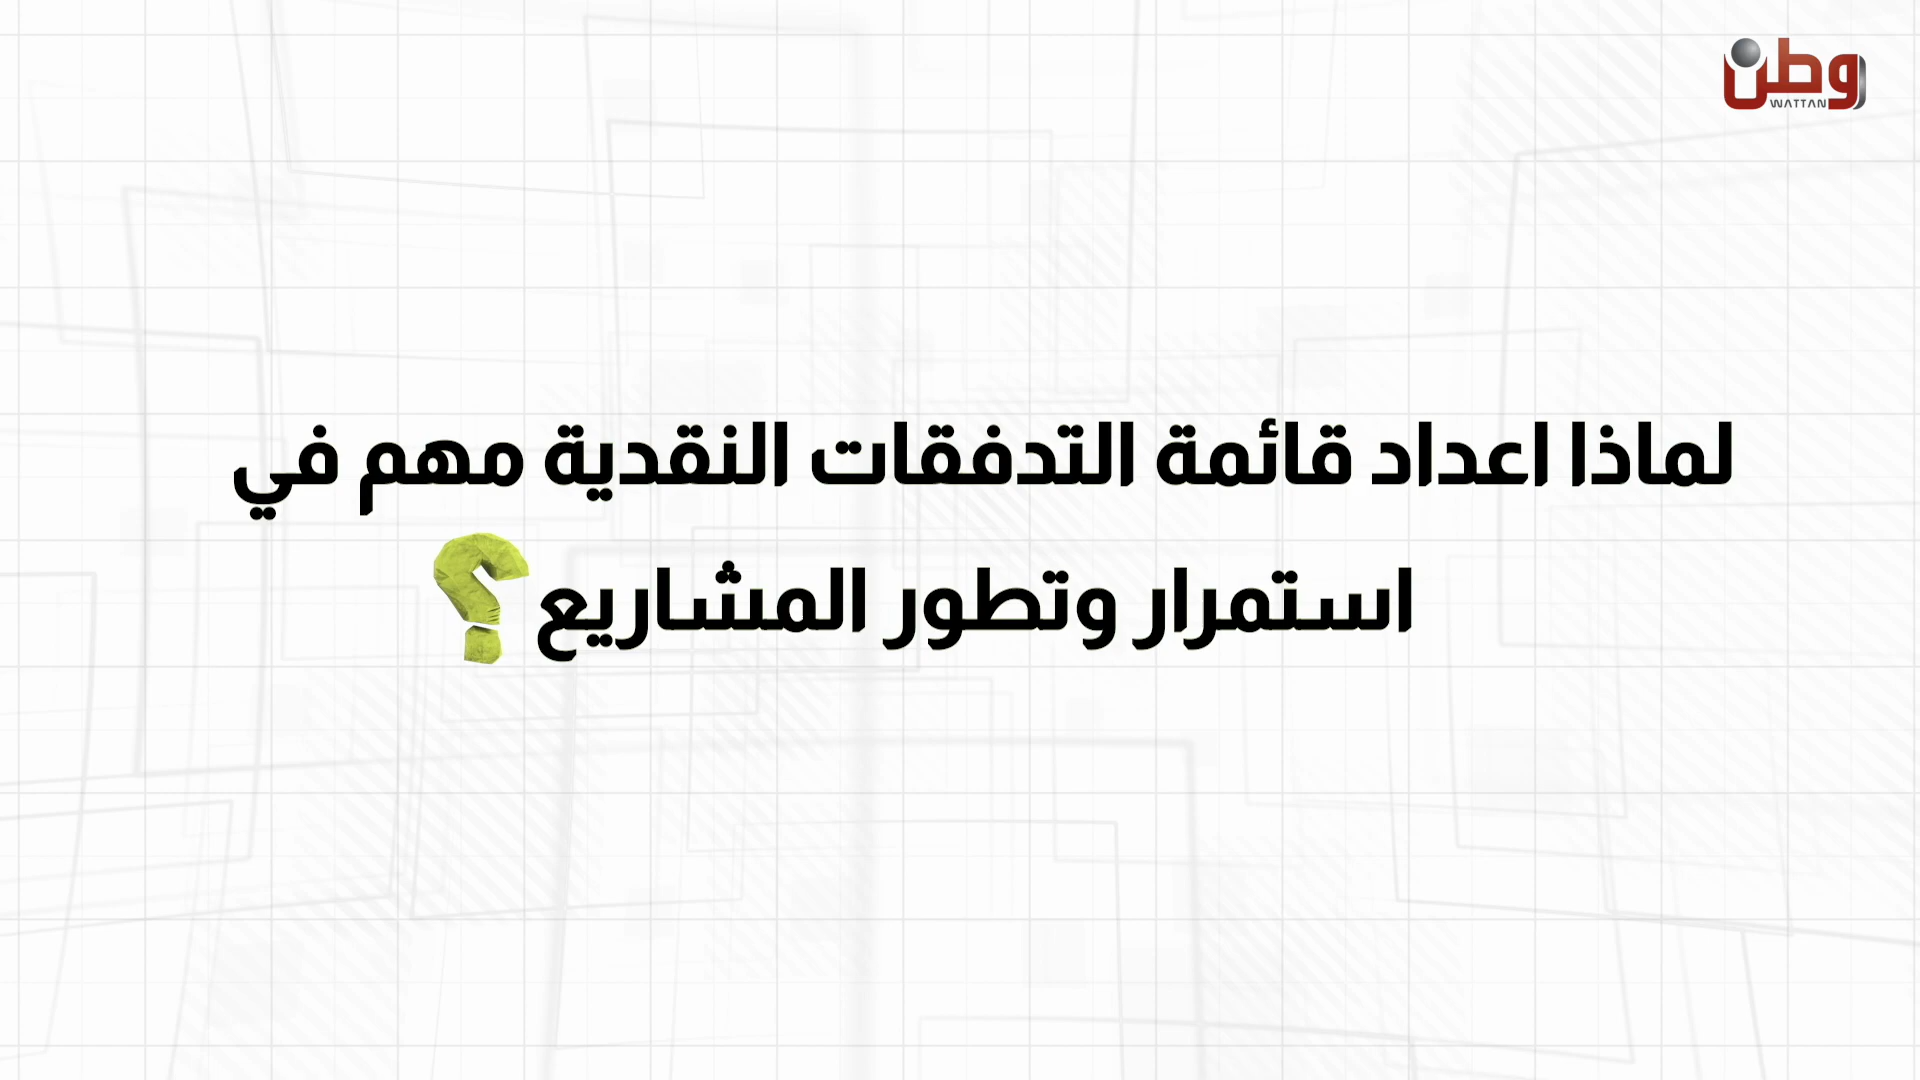 وطن
WATTAN
لماذا اعداد قائمة التدفقات النقدية مهم في
استمرار وتطور المشاريع ؟